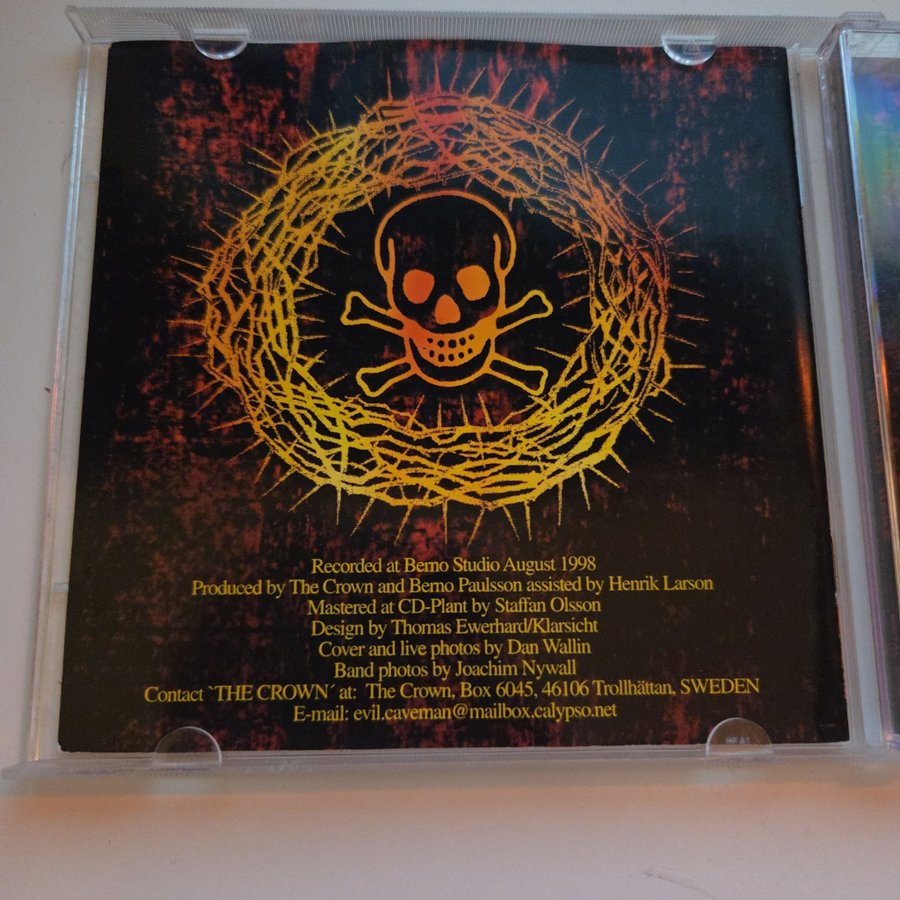 Recorded at Berno Studio August 1998
Produced by The Crown and Berno Paulsson assisted by Henrik Larson
Mastered at CD-Plant by Staffan Olsson
Design by Thomas Ewerhard/Klarsicht
Cover and live photos by Dan Wallin
Band photos by Joachim Nywall
Contact `THE CROWN´ at: The Crown, Box 6045, 46106 Trollhättan, SWEDEN
E-mail: evil.caveman@mailbox.calypso.net